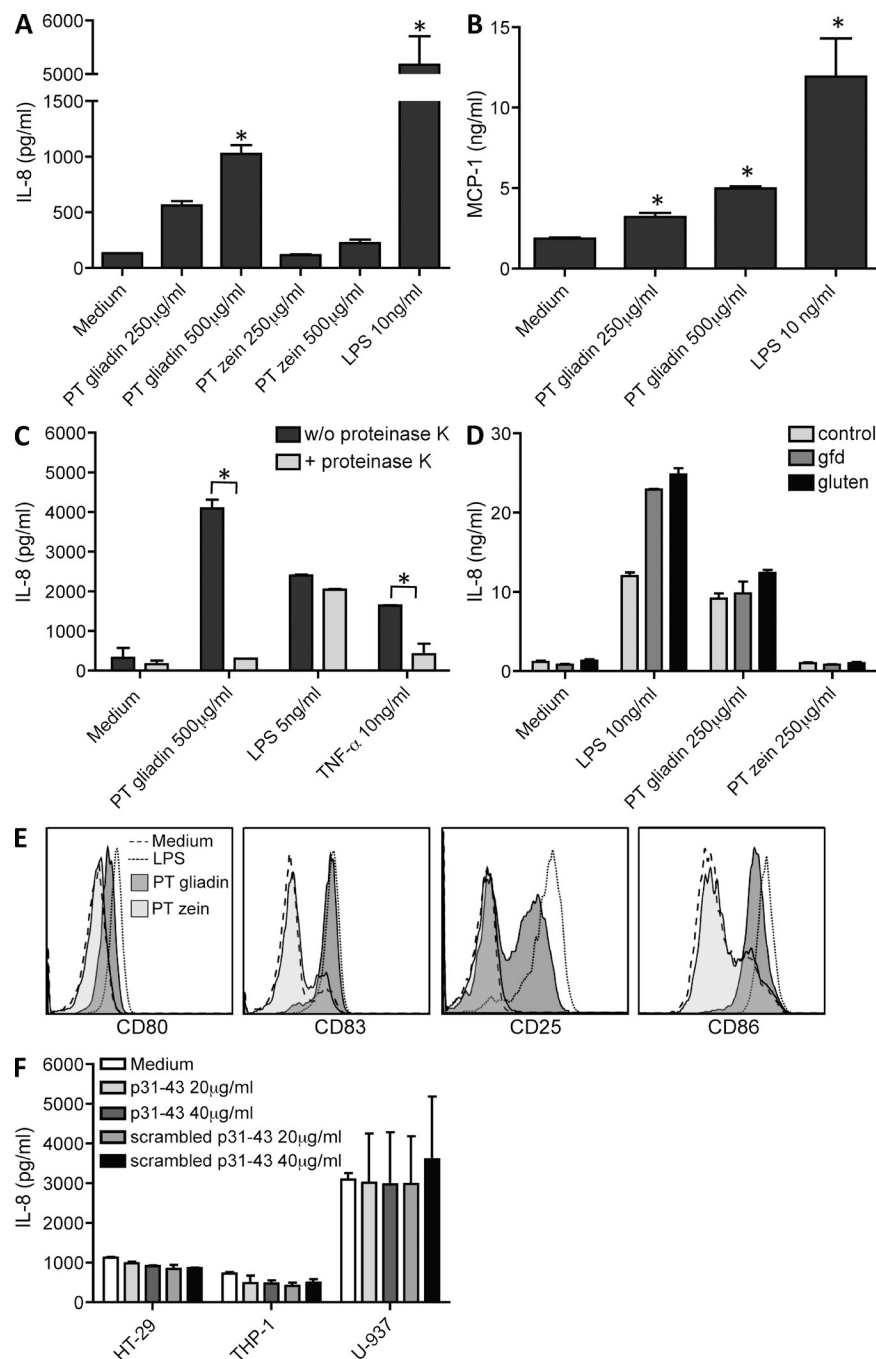 A
6000
5000
1500
1000
500
0
IL-8 (pg/ml)
*
*
Medium
PT gliadin 250μg/ml
PT gliadin 500μg/ml
PT zein 250μg/ml
PT zein 500μg/ml
LPS 10ng/ml
B
15
10
5
0
MCP-1 (ng/ml)
*
*
*
Medium
PT gliadin 250μg/ml
PT gliadin 500μg/ml
LPS 10 ng/ml
C
6000
5000
4000
3000
2000
1000
0
IL-8 (pg/ml)
w/o proteinase K
+ proteinase K
*
*
Medium
PT gliadin 500μg/ml
LPS 5ng/ml
TNF-α 10ng/ml
D
30
20
10
0
IL-8 (ng/ml)
control
gfd
gluten
Medium
LPS 10ng/ml
PT gliadin 250μg/ml
PT zein 250μg/ml
E
Medium
LPS
PT gliadin
PT zein
CD80
CD83
CD25
CD86
F
6000
5000
4000
3000
2000
1000
0
IL-8 (pg/ml)
Medium
p31-43 20μg/ml
p31-43 40μg/ml
scrambled p31-43 20μg/ml
scrambled p31-43 40μg/ml
HT-29
THP-1
U-937